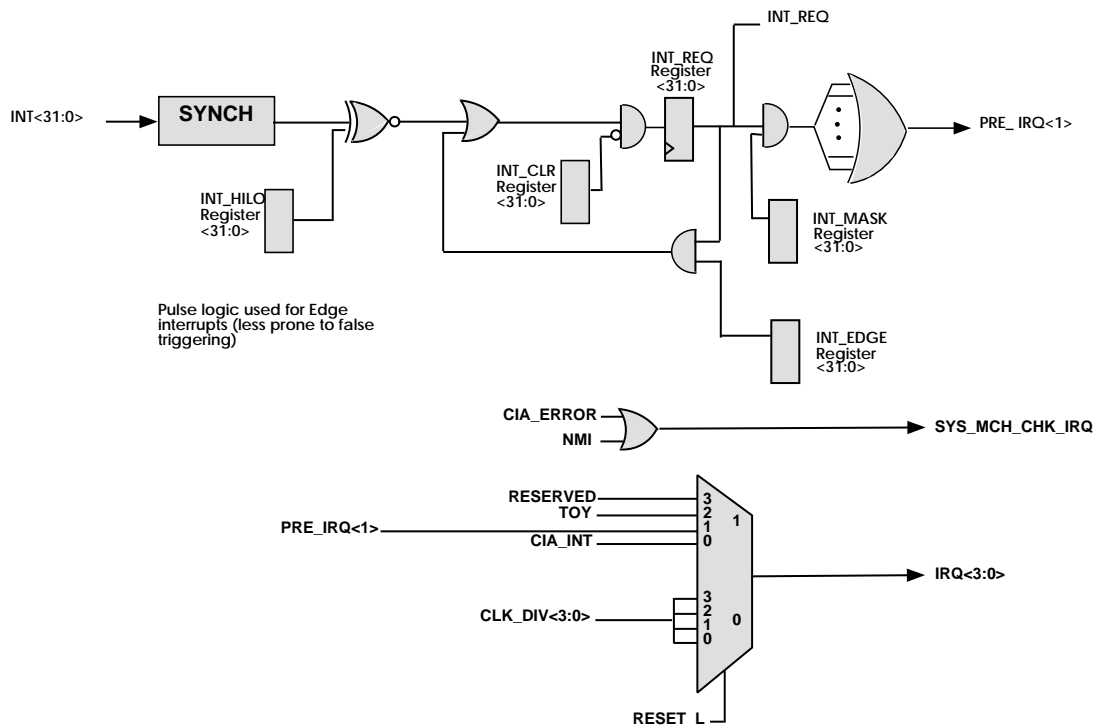 INT_REQ
INT_REQ
Register
<31:0>
INT<31:0>
SYNCH
PRE_ IRQ<1>
INT_CLR
Register
<31:0>
INT_HILO
Register
<31:0>
INT_MASK
Register
<31:0>
Pulse logic used for Edge
interrupts (less prone to false
triggering)
INT_EDGE
Register
<31:0>
CIA_ERROR
NMI
SYS_MCH_CHK_IRQ
RESERVED
TOY
PRE_IRQ<1>
CIA_INT
3
2
1
0
1
IRQ<3:0>
CLK_DIV<3:0>
3
2
1
0
0
RESET_L